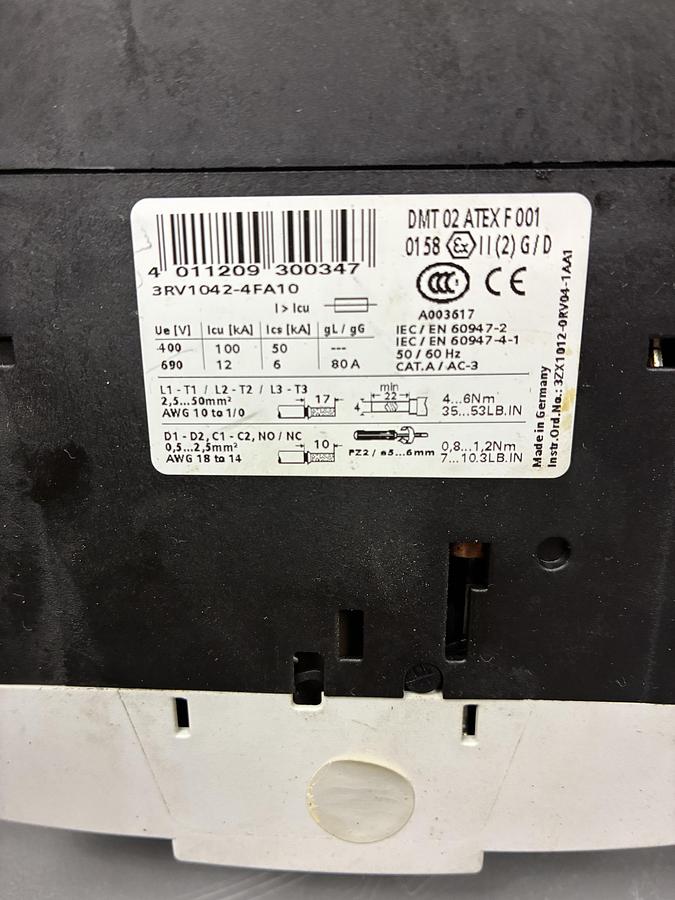 4 011209 300347
3RV1042-4FA10
I > Icu
Ue [V] Icu [kA] Ics [kA] gL / gG
400 100 50 ---
690 12 6 80 A
DMT 02 ATEX F 001
0158 Ex II (2) G / D
CCC CE
A003617
IEC / EN 60947-2
IEC / EN 60947-4-1
50 / 60 Hz
CAT. A / AC-3
L1 - T1 / L2 - T2 / L3 - T3
2,5...50mm²
AWG 10 to 1/0
17
min
22
4
4...6Nm
35...53LB.IN
D1 - D2, C1 - C2, NO / NC
0,5...2,5mm²
AWG 18 to 14
10
PZ2 / ø5...6mm
0,8...1,2Nm
7...10.3LB.IN
Made in Germany
Instr.Ord.No.: 3ZX1012-0RV04-1AA1